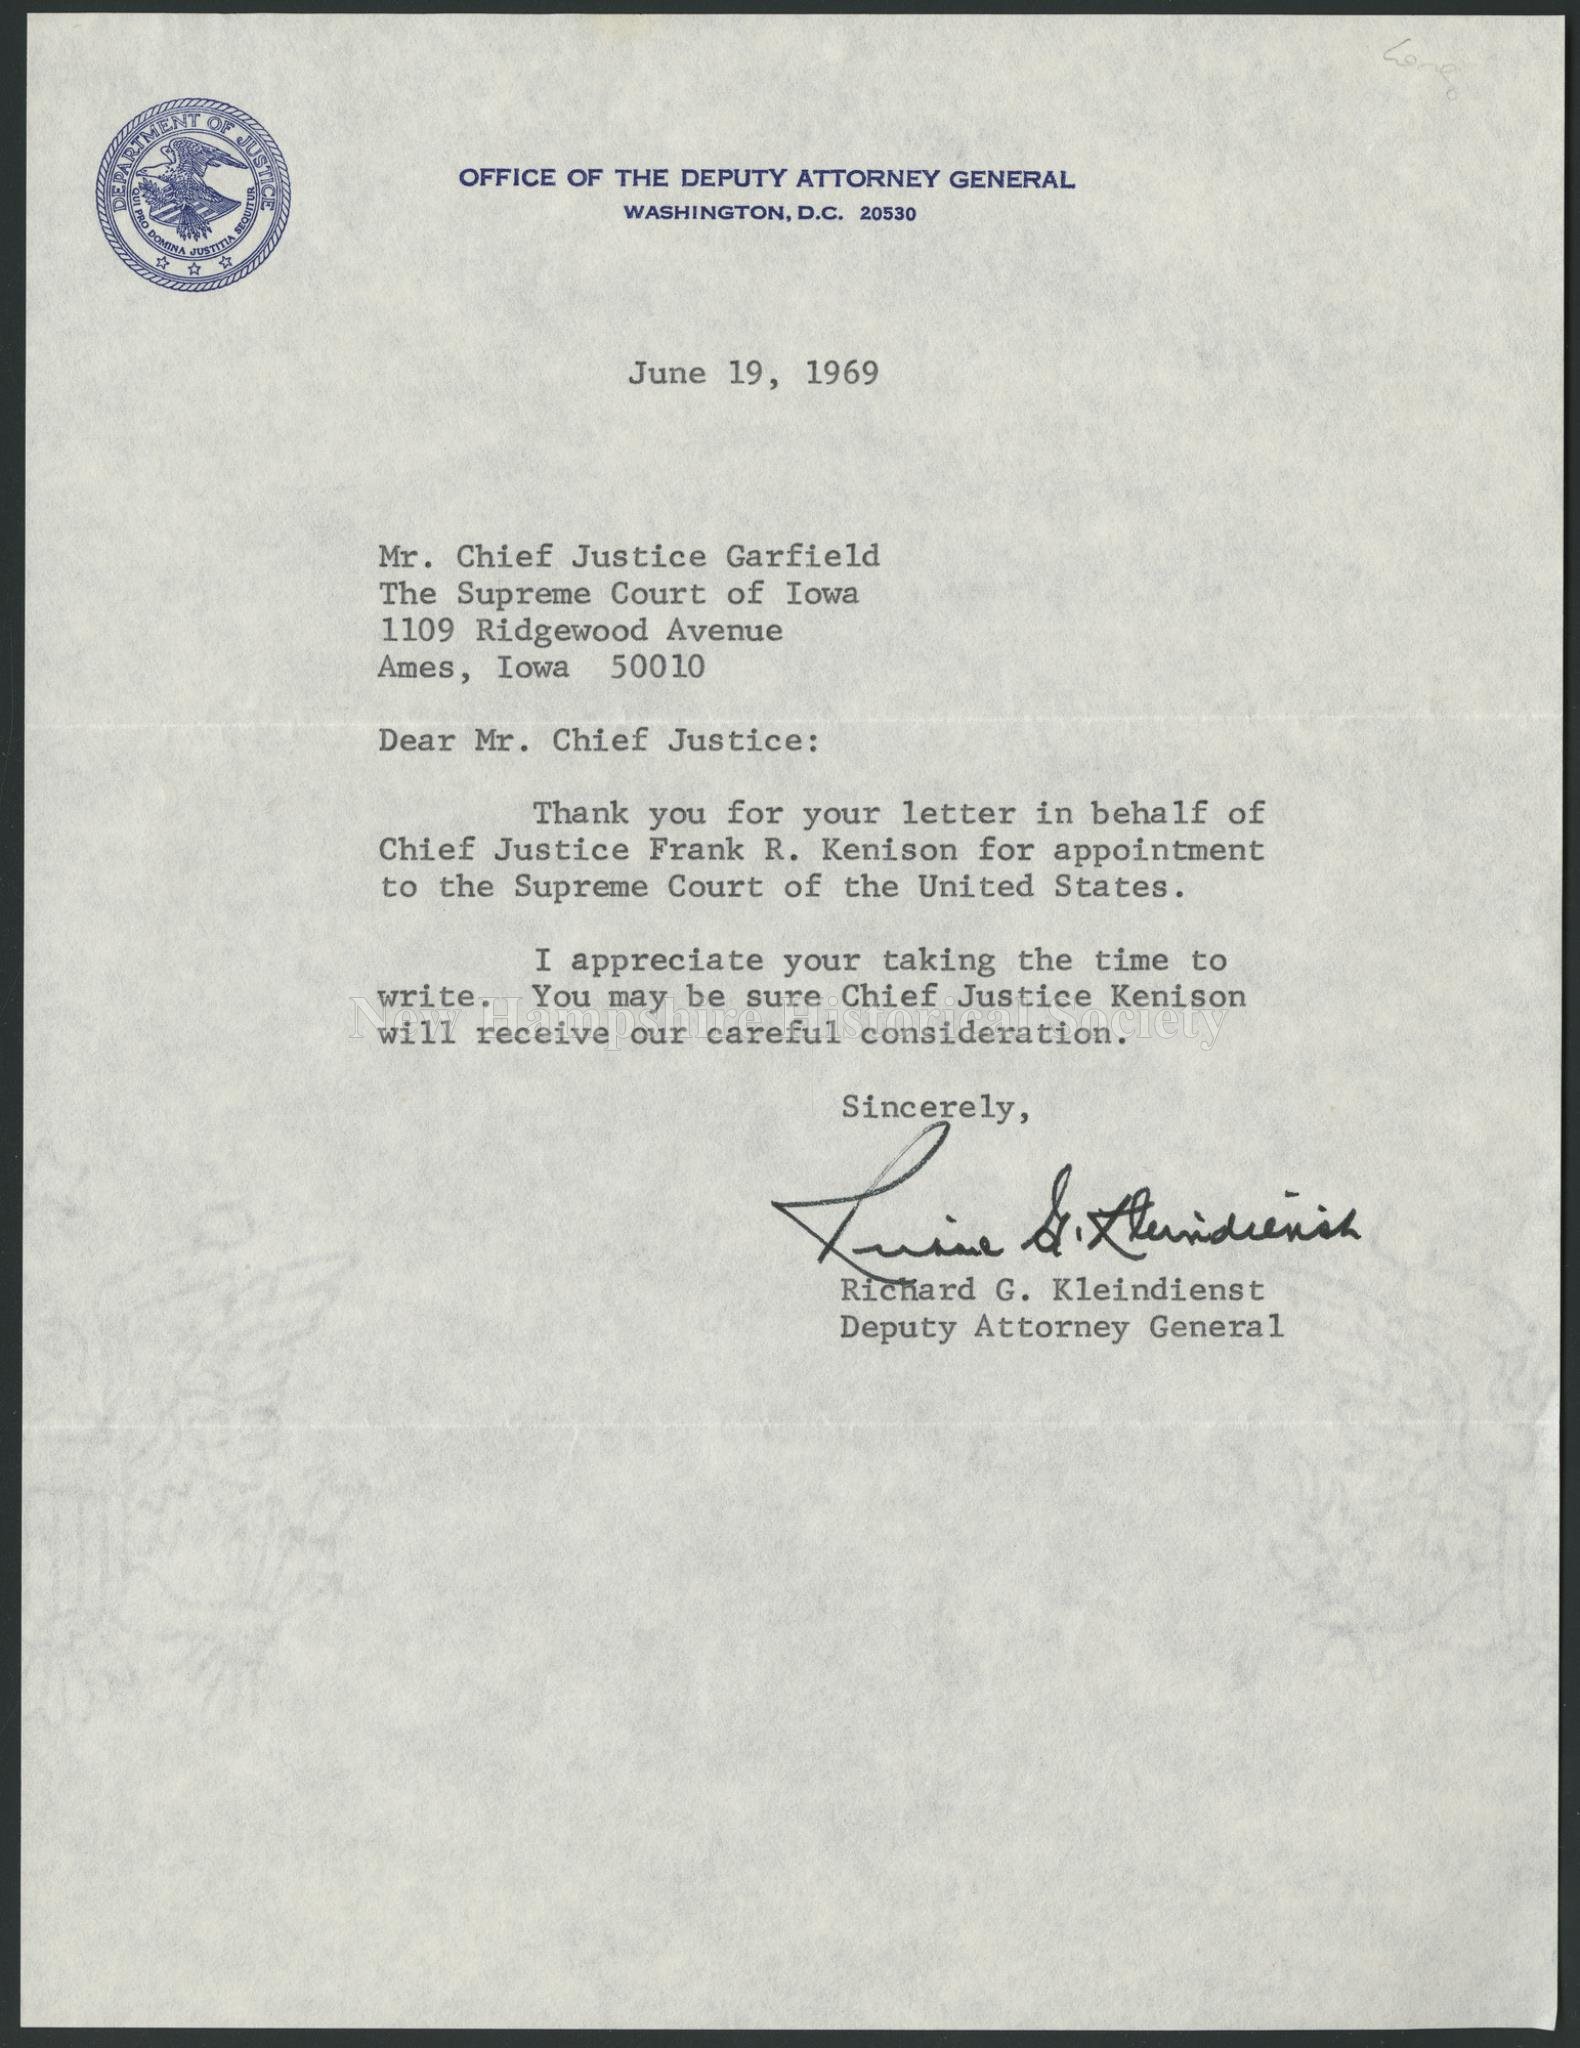 DEPARTMENT OF JUSTICE
QUI PRO DOMINA JUSTITIA SEQUITUR
OFFICE OF THE DEPUTY ATTORNEY GENERAL
WASHINGTON, D.C. 20530
June 19, 1969
Mr. Chief Justice Garfield
The Supreme Court of Iowa
1109 Ridgewood Avenue
Ames, Iowa 50010
Dear Mr. Chief Justice:
Thank you for your letter in behalf of
Chief Justice Frank R. Kenison for appointment
to the Supreme Court of the United States.
I appreciate your taking the time to
write. You may be sure Chief Justice Kenison
New Hampshire Historical Society
will receive our careful consideration.
Sincerely,
Richard G. Kleindienst
Richard G. Kleindienst
Deputy Attorney General